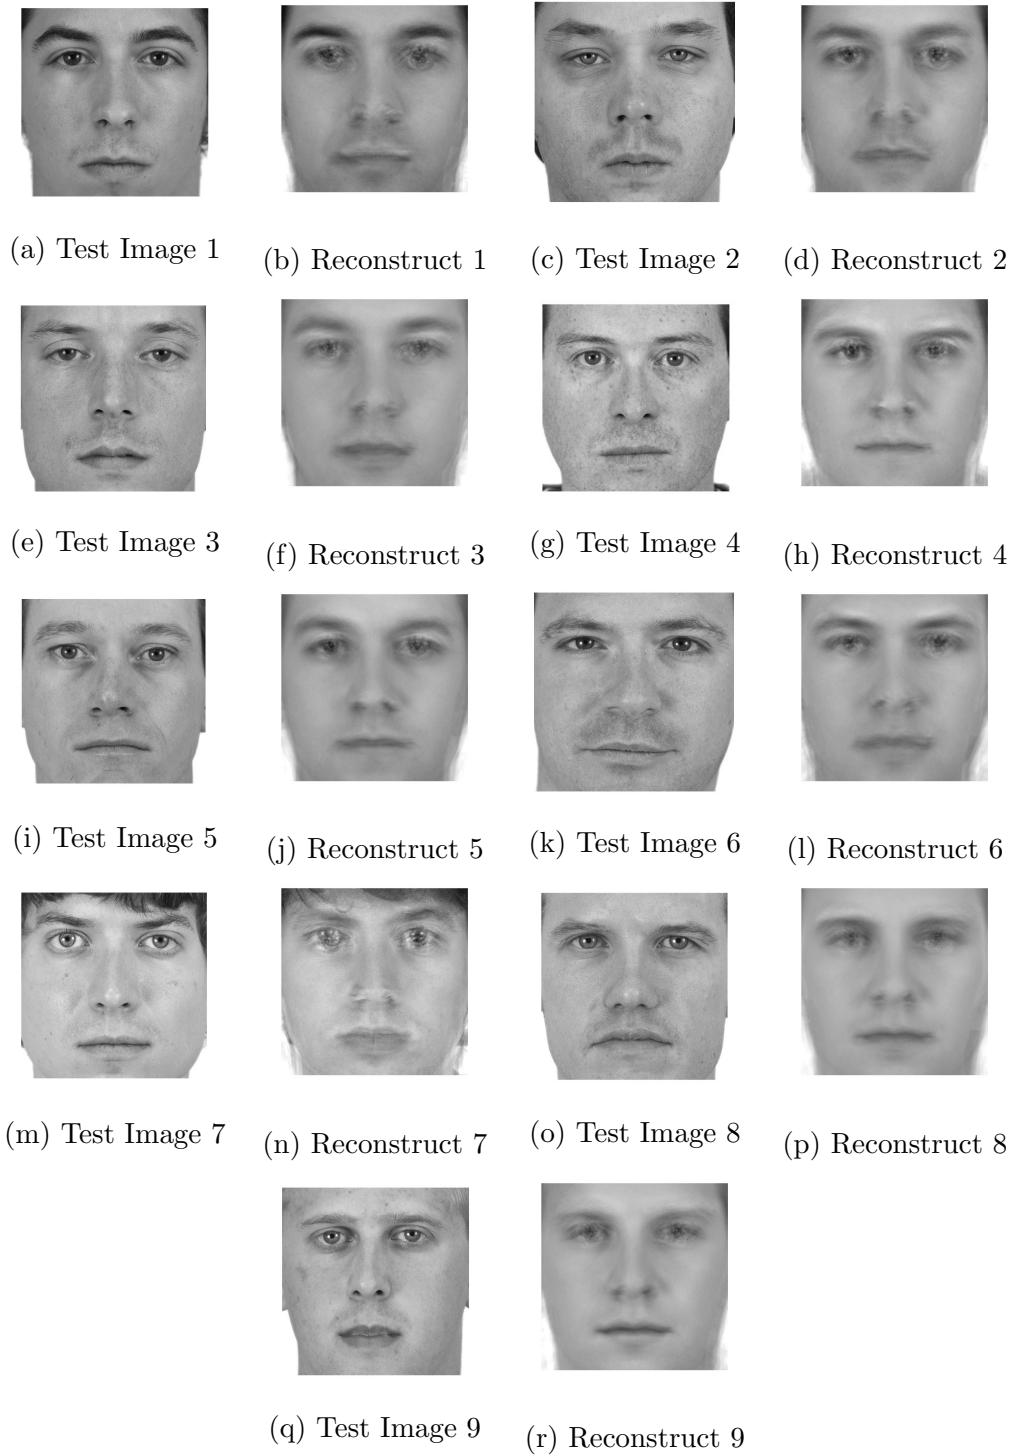 (a) Test Image 1
(b) Reconstruct 1
(c) Test Image 2
(d) Reconstruct 2
(e) Test Image 3
(f) Reconstruct 3
(g) Test Image 4
(h) Reconstruct 4
(i) Test Image 5
(j) Reconstruct 5
(k) Test Image 6
(l) Reconstruct 6
(m) Test Image 7
(n) Reconstruct 7
(o) Test Image 8
(p) Reconstruct 8
(q) Test Image 9
(r) Reconstruct 9